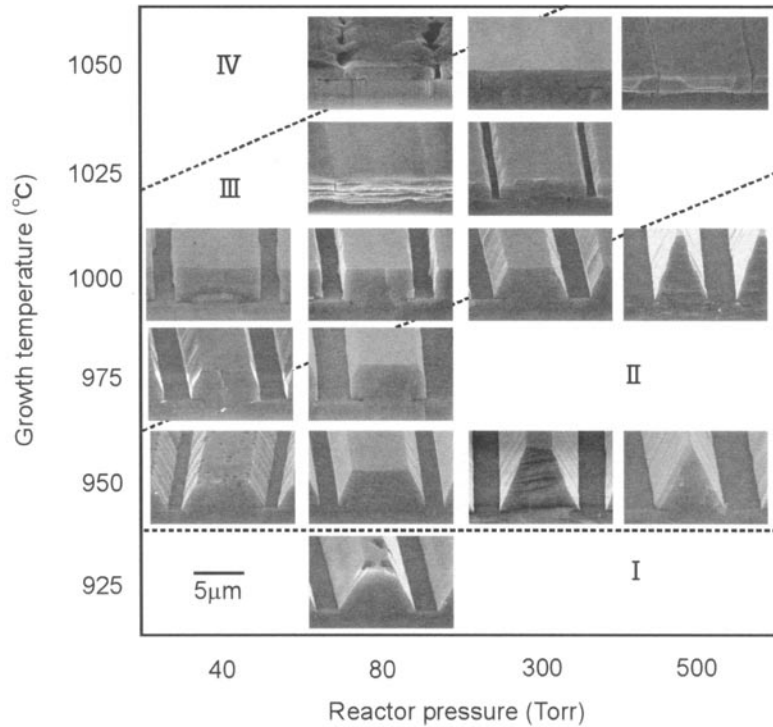 1050
IV
1025
III
1000
975
II
950
925
5μm
I
40
80
300
500
Growth temperature (°C)
Reactor pressure (Torr)